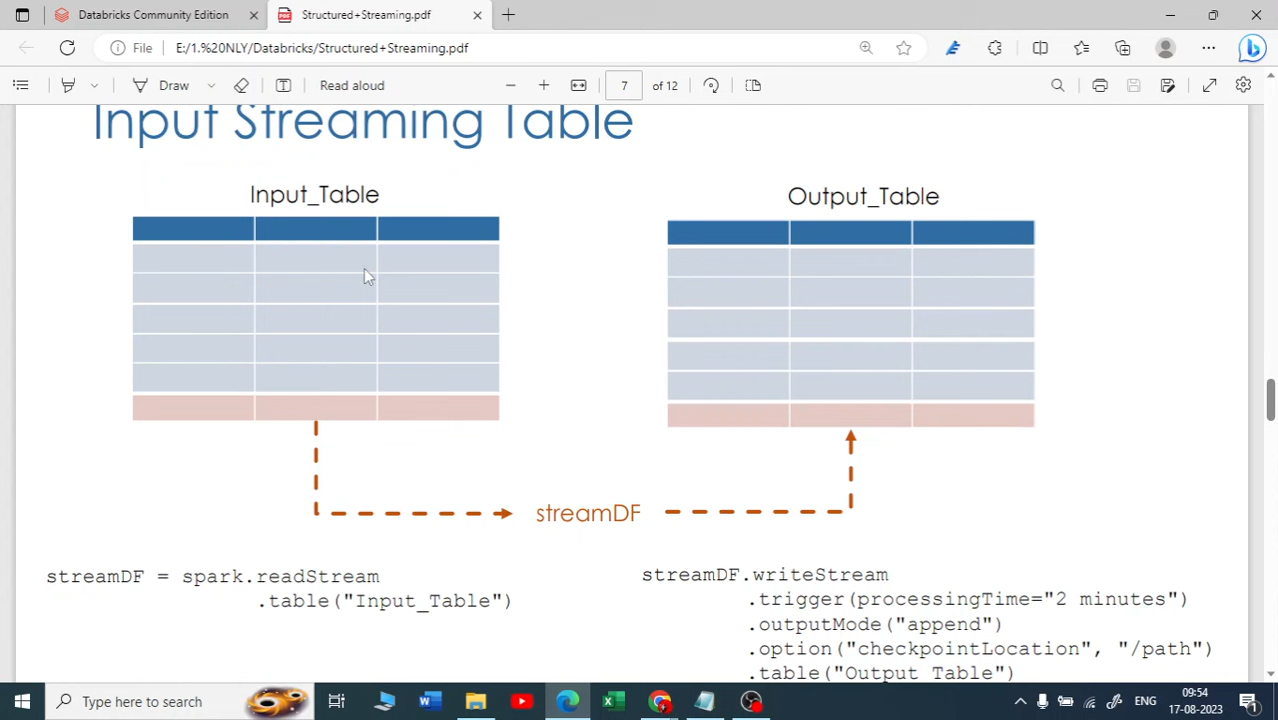 Databricks Community Edition
Structured+Streaming.pdf
File
E:/1.%20NLY/Databricks/Structured+Streaming.pdf
Draw
Read aloud
7
of 12
Input Streaming Table
Input_Table
Output_Table
streamDF
streamDF = spark.readStream
.table("Input_Table")
streamDF.writeStream
.trigger(processingTime="2 minutes")
.outputMode("append")
.option("checkpointLocation", "/path")
.table("Output_Table")
Type here to search
ENG
09:54
17-08-2023
1